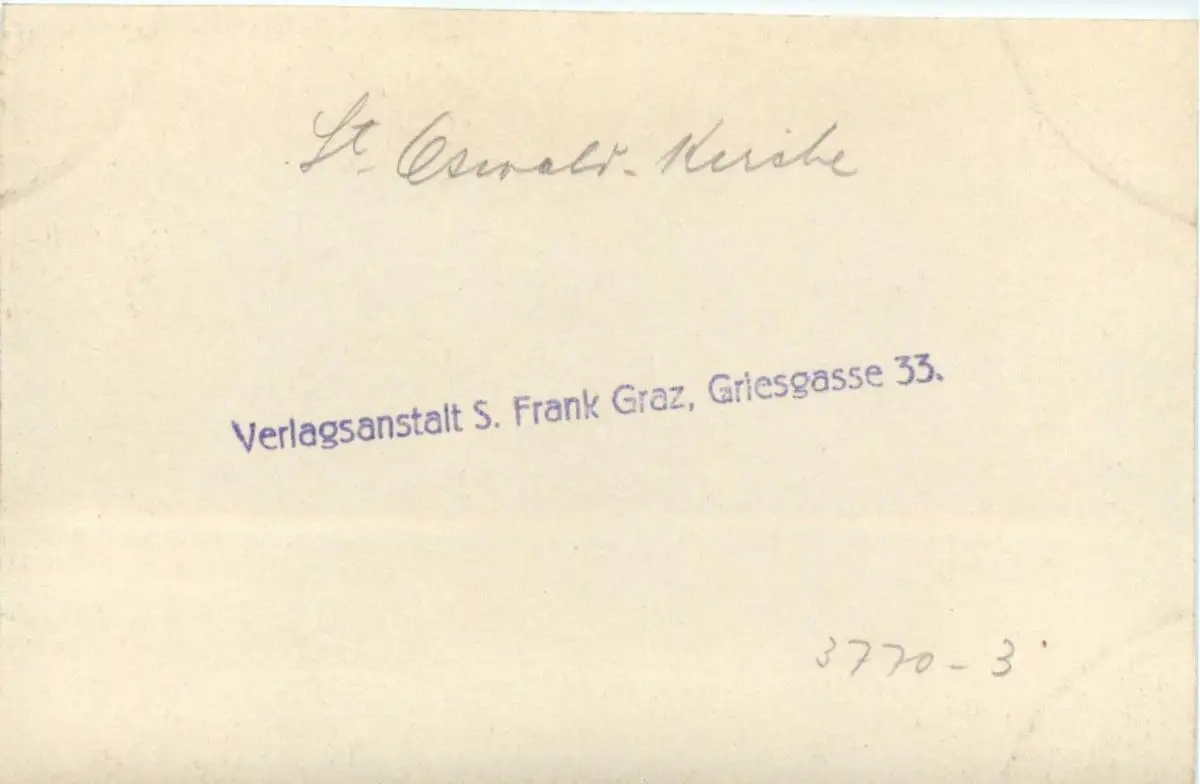 St. Oswald-Kirche
Verlagsanstalt S. Frank Graz, Griesgasse 33.
3770-3